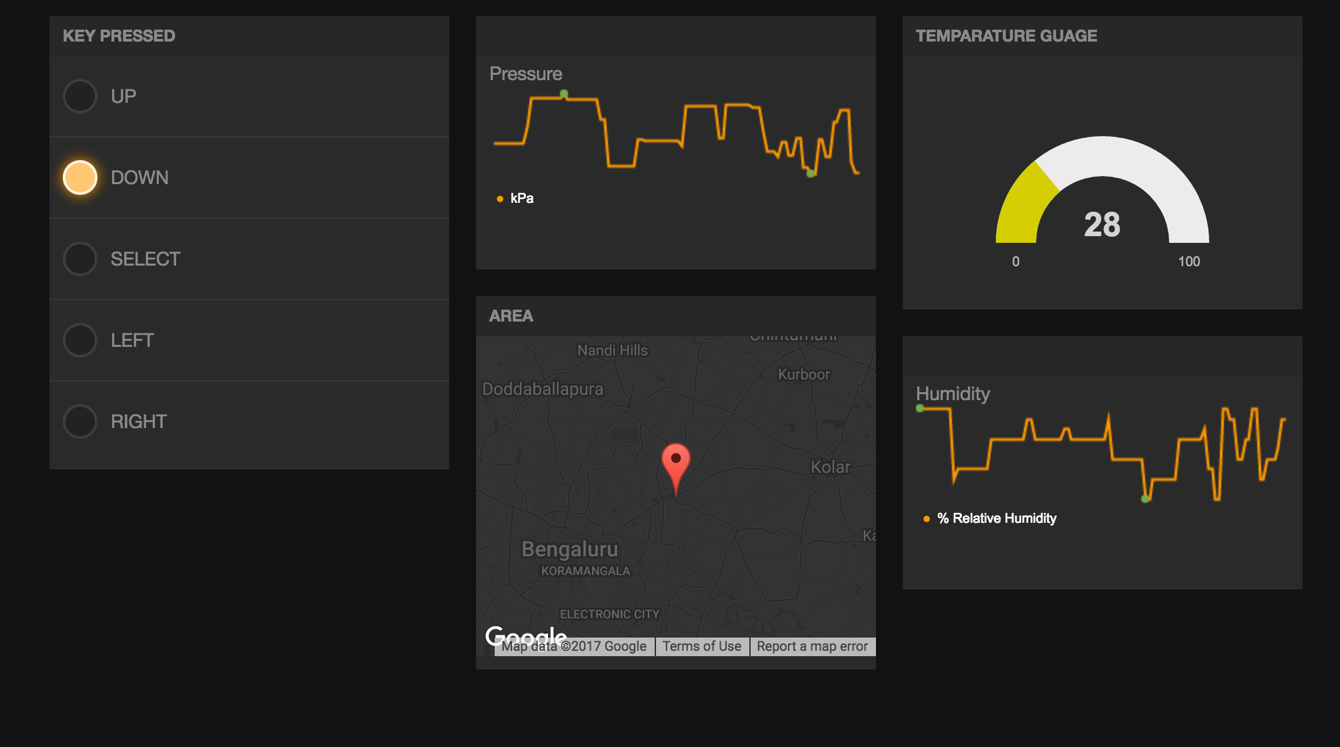 KEY PRESSED
UP
DOWN
SELECT
LEFT
RIGHT
Pressure
kPa
AREA
Nandi Hills
Kurboor
Doddaballapura
Kolar
Bengaluru
KORAMANGALA
ELECTRONIC CITY
Google
Map data ©2017 Google
Terms of Use
Report a map error
TEMPARATURE GUAGE
28
0
100
Humidity
% Relative Humidity